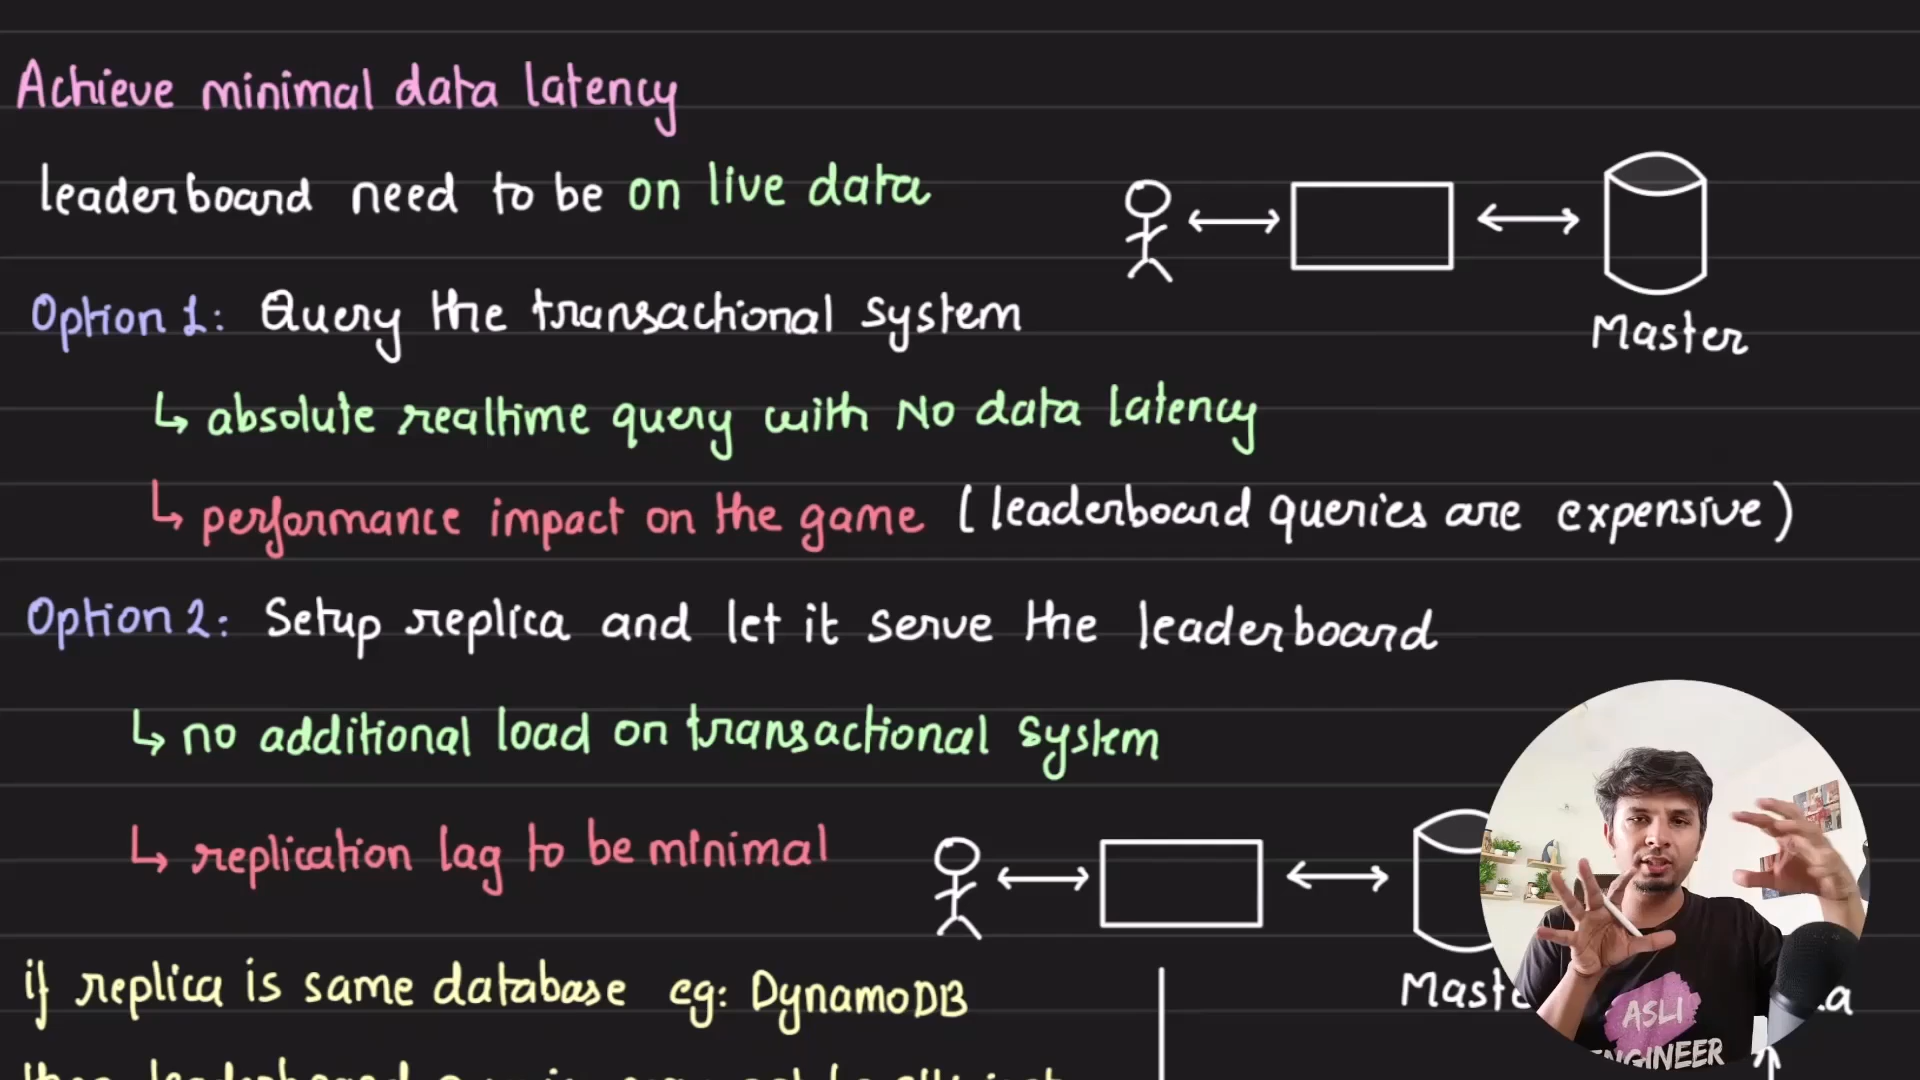 Achieve minimal data latency
leaderboard need to be on live data
Master
Option 1: Query the transactional system
↳ absolute realtime query with No data latency
↳ performance impact on the game (leaderboard queries are expensive)
Option 2: Setup replica and let it serve the leaderboard
↳ no additional load on transactional system
↳ replication lag to be minimal
if replica is same database eg: DynamoDB
ASLI
ENGINEER